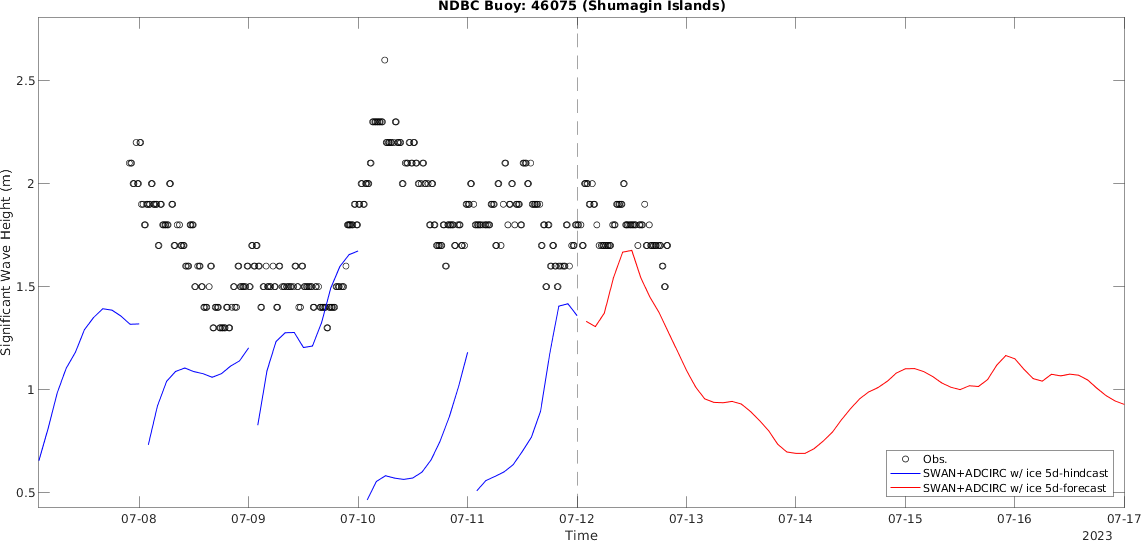 NDBC Buoy: 46075 (Shumagin Islands)
Significant Wave Height (m)
2.5
2
1.5
1
0.5
Obs.
SWAN+ADCIRC w/ ice 5d-hindcast
SWAN+ADCIRC w/ ice 5d-forecast
07-08
07-09
07-10
07-11
07-12
07-13
07-14
07-15
07-16
07-17
Time
2023